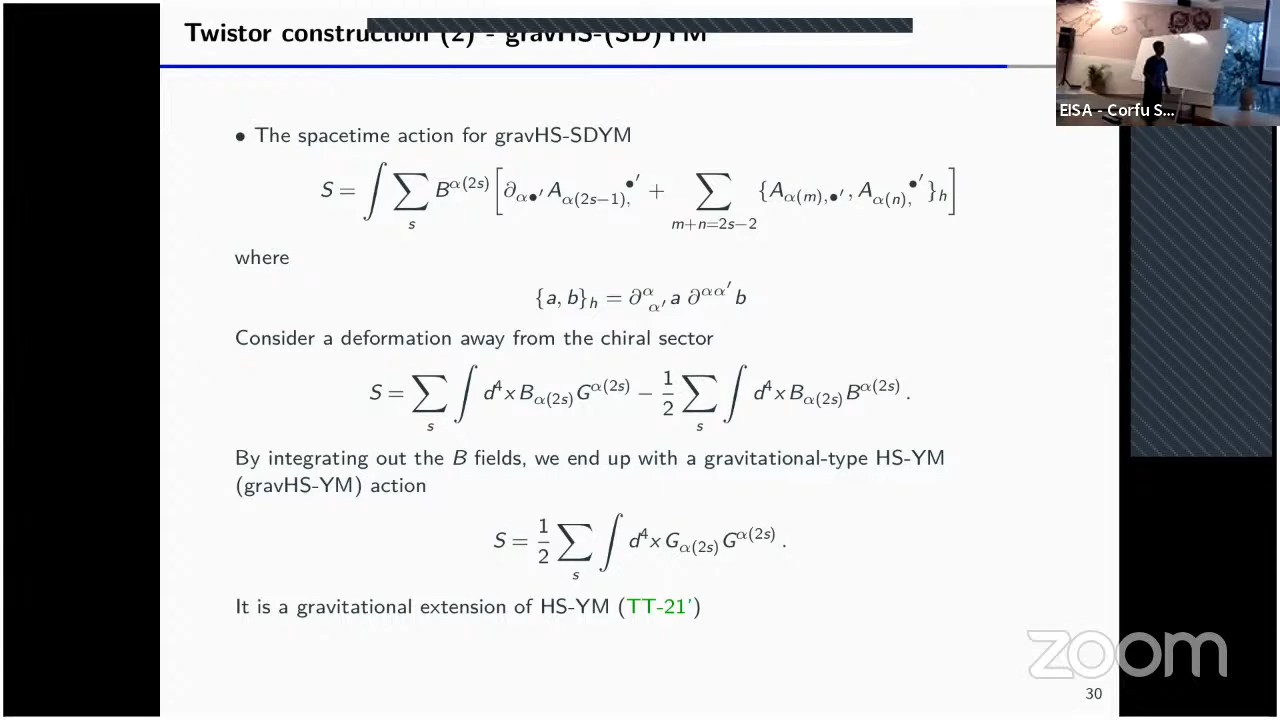 Twistor construction (2) - gravHS-(SD)YM
EISA - Corfu S...
• The spacetime action for gravHS-SDYM
S = ∫ ∑_s B^{α(2s)} [ ∂_{α•′} A_{α(2s−1),}^{•′} + ∑_{m+n=2s−2} {A_{α(m),•′}, A_{α(n),}^{•′}}_h ]
where
{a, b}_h = ∂^α_{α′} a ∂^{αα′} b
Consider a deformation away from the chiral sector
S = ∑_s ∫ d⁴x B_{α(2s)} G^{α(2s)} − 1/2 ∑_s ∫ d⁴x B_{α(2s)} B^{α(2s)} .
By integrating out the B fields, we end up with a gravitational-type HS-YM
(gravHS-YM) action
S = 1/2 ∑_s ∫ d⁴x G_{α(2s)} G^{α(2s)} .
It is a gravitational extension of HS-YM (TT-21')
zoom
30